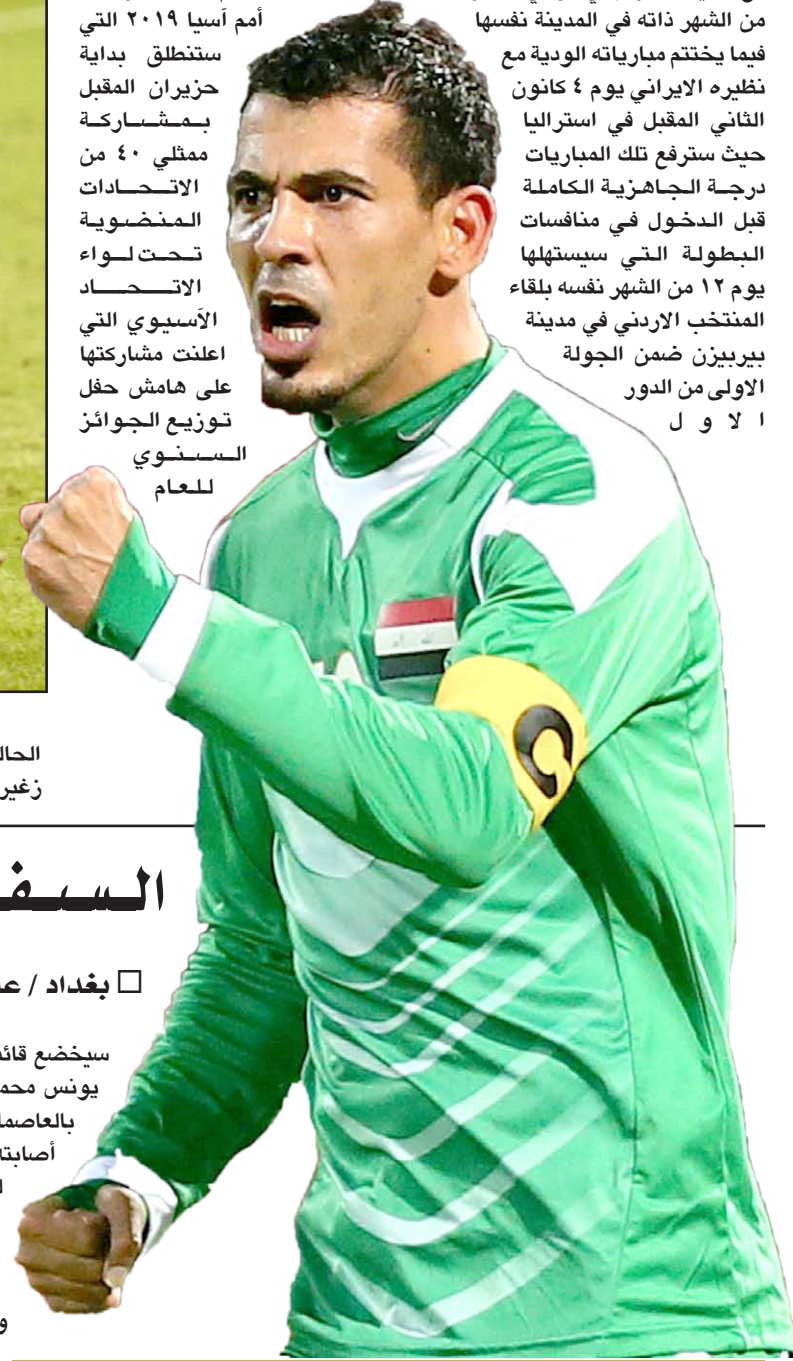 من الشهر ذاته في المدينة نفسها
فيما يختتم مبارياته الودية مع
نظيره الايراني يوم ٤ كانون
الثاني المقبل في استراليا
حيث سترفع تلك المباريات
درجة الجاهزية الكاملة
قبل الدخول في منافسات
البطولة التي سيستهلها
يوم ١٢ من الشهر نفسه بلقاء
المنتخب الاردني في مدينة
بيربيزن ضمن الجولة
الاولى من الدور
ا لا و ل
أمم آسيا ٢٠١٩ التي
ستنطلق بداية
حزيران المقبل
بمشاركة
ممثلي ٤٠ من
الاتحادات
المنضوية
تحت لواء
الاتحاد
الآسيوي التي
اعلنت مشاركتها
على هامش حفل
توزيع الجوائز
السنوي
للعام
الحال
زغير
السف
□ بغداد / ع
سيخضع قائد
يونس محم
بالعاصم
أصابته
ا
و
C